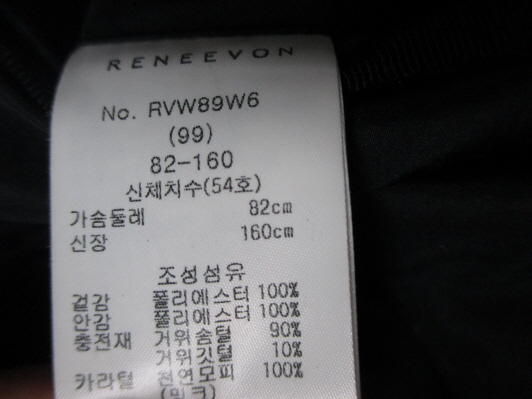 RENEEVON
No. RVW89W6
(99)
82-160
신체치수(54호)
가슴둘레 82cm
신장 160cm
조성섬유
겉감 폴리에스터 100%
안감 폴리에스터 100%
충전재 거위솜털 90%
거위깃털 10%
카라털 천연모피 100%
(밍크)